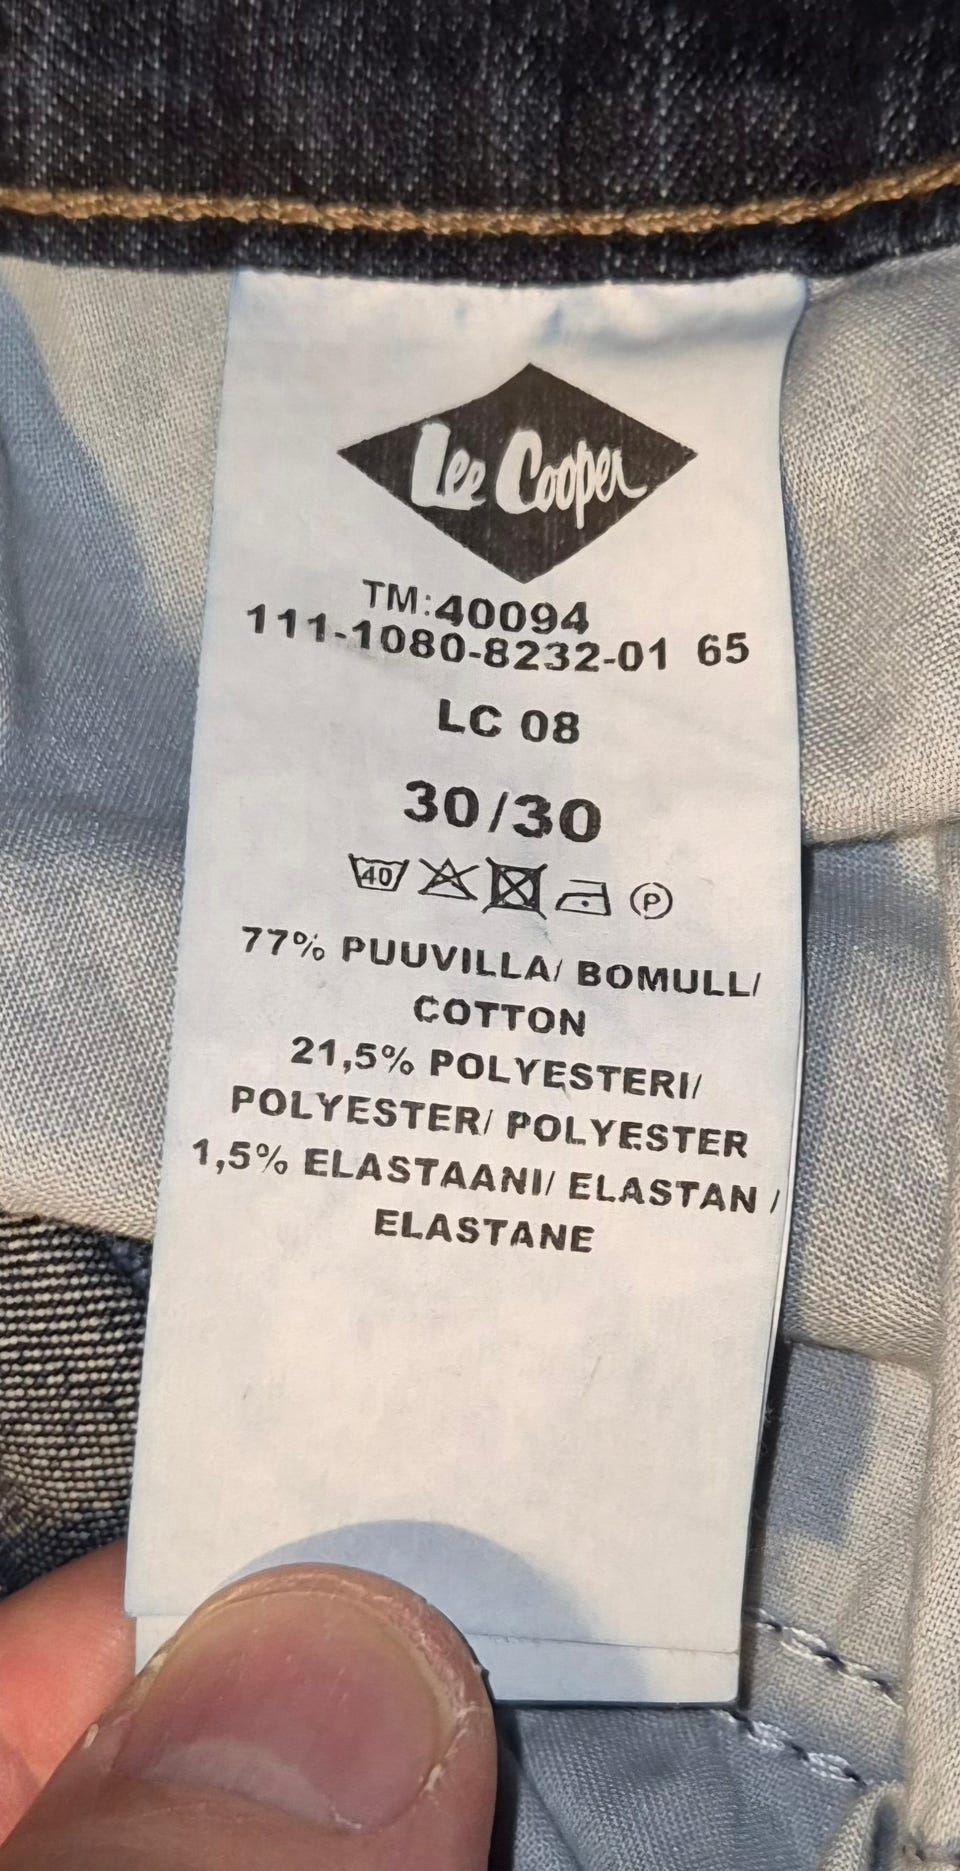 Lee Cooper
TM:40094
111-1080-8232-01 65
LC 08
30/30
40 P
77% PUUVILLA/ BOMULL/
COTTON
21,5% POLYESTERI/
POLYESTER/ POLYESTER
1,5% ELASTAANI/ ELASTAN /
ELASTANE